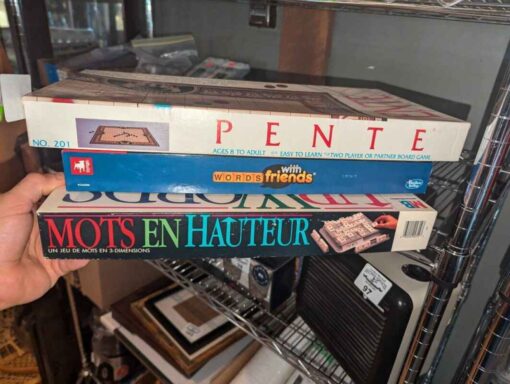 PENTE
NO. 201
AGES 8 TO ADULT EASY TO LEARN TWO PLAYER OR PARTNER BOARD GAME
WORDS with friends
MOTS EN HAUTEUR
UN JEU DE MOTS EN 3-DIMENSIONS
97